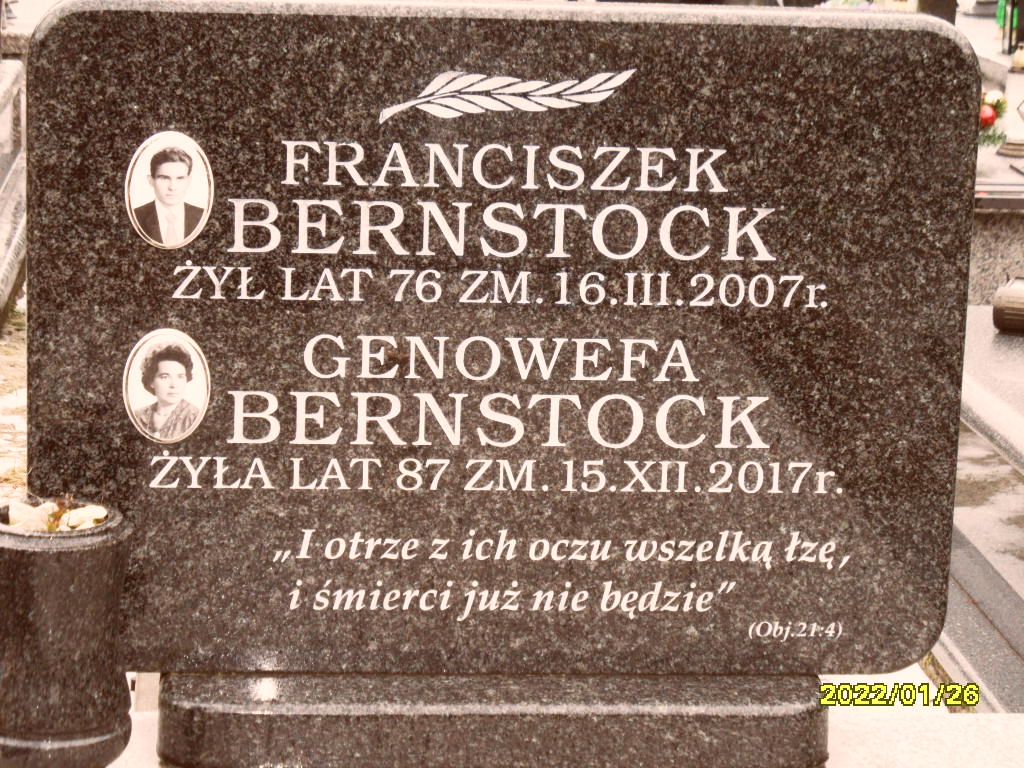 FRANCISZEK
BERNSTOCK
ŻYŁ LAT 76 ZM. 16.III.2007r.
GENOWEFA
BERNSTOCK
ŻYŁA LAT 87 ZM. 15.XII.2017r.
„I otrze z ich oczu wszelką łzę,
i śmierci już nie będzie”
(Obj.21:4)
2022/01/26